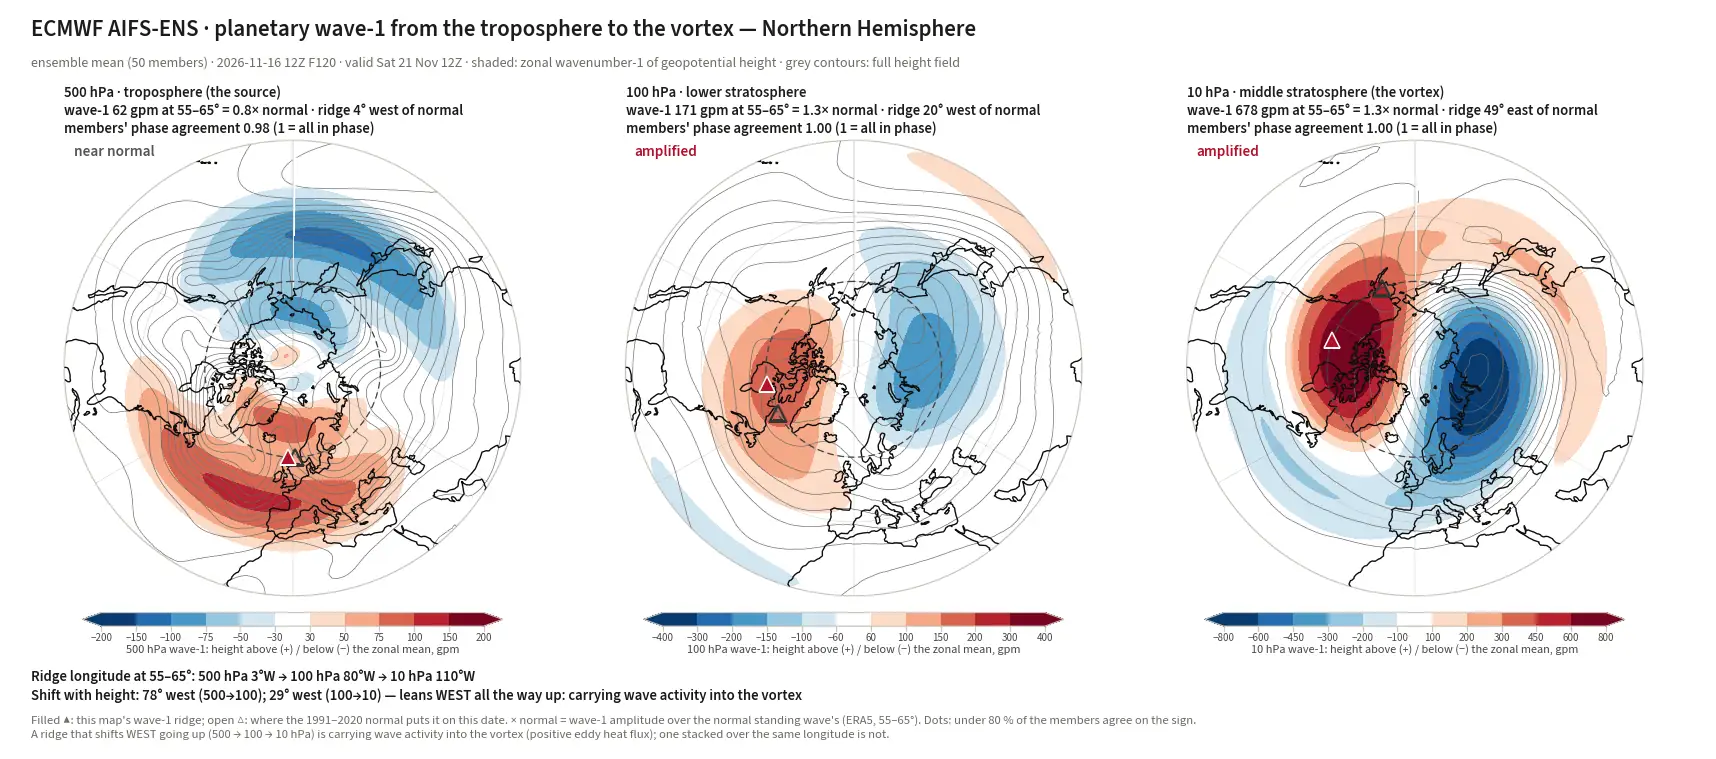 ECMWF AIFS-ENS · planetary wave-1 from the troposphere to the vortex — Northern Hemisphere
ensemble mean (50 members) · 2026-11-16 12Z F120 · valid Sat 21 Nov 12Z · shaded: zonal wavenumber-1 of geopotential height · grey contours: full height field
500 hPa · troposphere (the source)
wave-1 62 gpm at 55–65° = 0.8× normal · ridge 4° west of normal
members' phase agreement 0.98 (1 = all in phase)
near normal
100 hPa · lower stratosphere
wave-1 171 gpm at 55–65° = 1.3× normal · ridge 20° west of normal
members' phase agreement 1.00 (1 = all in phase)
amplified
10 hPa · middle stratosphere (the vortex)
wave-1 678 gpm at 55–65° = 1.3× normal · ridge 49° east of normal
members' phase agreement 1.00 (1 = all in phase)
amplified
−200 −150 −100 −75 −50 −30 30 50 75 100 150 200
500 hPa wave-1: height above (+) / below (−) the zonal mean, gpm
−400 −300 −200 −150 −100 −60 60 100 150 200 300 400
100 hPa wave-1: height above (+) / below (−) the zonal mean, gpm
−800 −600 −450 −300 −200 −100 100 200 300 450 600 800
10 hPa wave-1: height above (+) / below (−) the zonal mean, gpm
Ridge longitude at 55–65°: 500 hPa 3°W → 100 hPa 80°W → 10 hPa 110°W
Shift with height: 78° west (500→100); 29° west (100→10) — leans WEST all the way up: carrying wave activity into the vortex
Filled ▲: this map's wave-1 ridge; open △: where the 1991–2020 normal puts it on this date. × normal = wave-1 amplitude over the normal standing wave's (ERA5, 55–65°). Dots: under 80 % of the members agree on the sign.
A ridge that shifts WEST going up (500 → 100 → 10 hPa) is carrying wave activity into the vortex (positive eddy heat flux); one stacked over the same longitude is not.